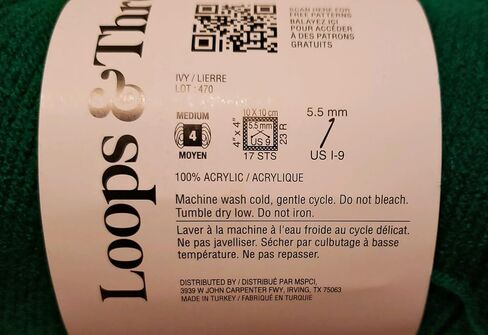 Loops & Thr
SCAN HERE FOR
FREE PATTERNS
BALAYEZ ICI
POUR ACCÉDER
À DES PATRONS
GRATUITS
IVY / LIERRE
LOT : 470
MEDIUM
4
MOYEN
10 X 10 cm
4" x 4"
5.5 mm
US 9
23 R
17 STS
5.5 mm
US I-9
100% ACRYLIC / ACRYLIQUE
Machine wash cold, gentle cycle. Do not bleach.
Tumble dry low. Do not iron.
Laver à la machine à l'eau froide au cycle délicat.
Ne pas javelliser. Sécher par culbutage à basse
température. Ne pas repasser.
DISTRIBUTED BY / DISTRIBUÉ PAR MSPCI,
3939 W JOHN CARPENTER FWY, IRVING, TX 75063
MADE IN TURKEY / FABRIQUÉ EN TURQUIE